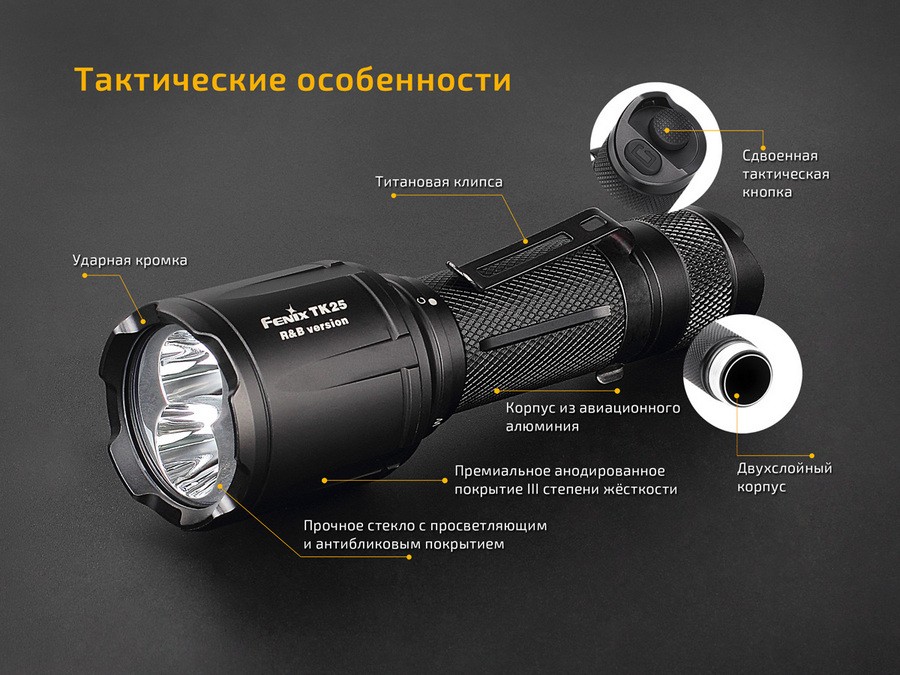 Тактические особенности
Сдвоенная
тактическая
кнопка
Титановая клипса
Ударная кромка
FENIX TK25
R&B version
Корпус из авиационного
алюминия
Двухслойный
корпус
Премиальное анодированное
покрытие III степени жёсткости
Прочное стекло с просветляющим
и антибликовым покрытием